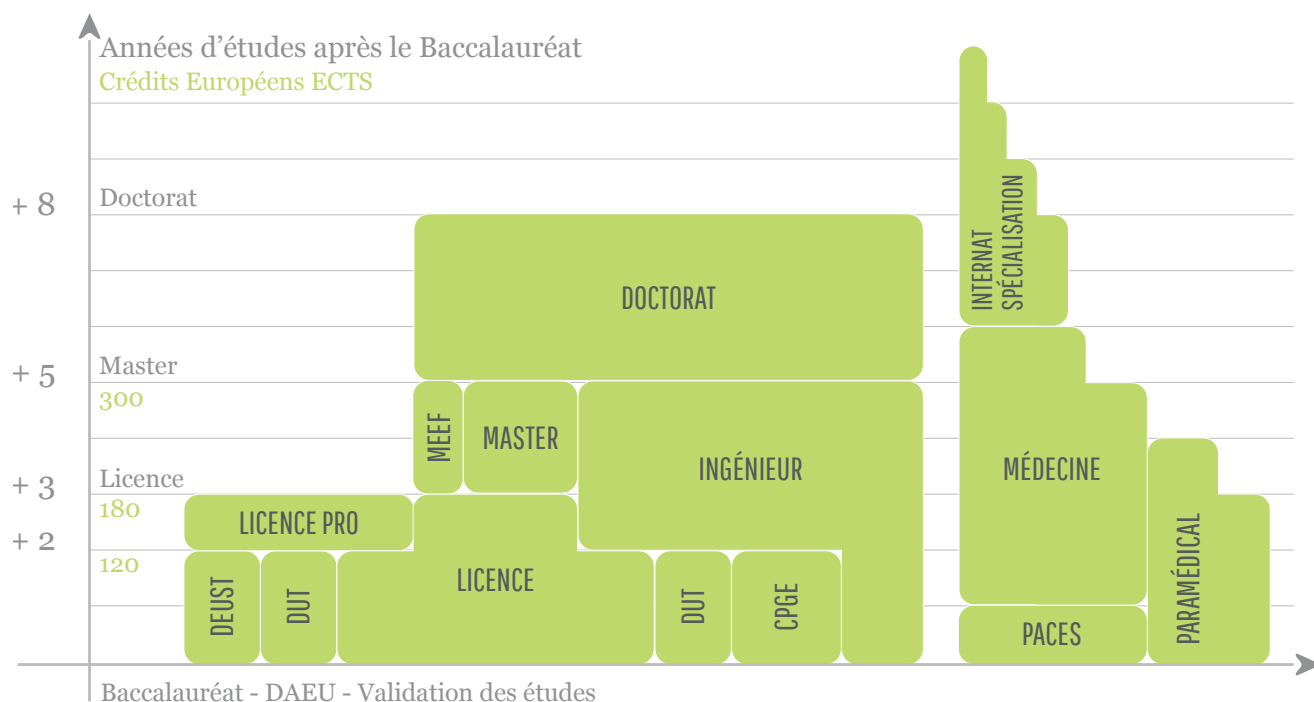 Années d’études après le Baccalauréat
Crédits Européens ECTS
+ 8
Doctorat
DOCTORAT
INTERNAT
SPÉCIALISATION
+ 5
Master
300
MEEF
MASTER
INGÉNIEUR
MÉDECINE
+ 3
Licence
180
LICENCE PRO
+ 2
120
DEUST
DUT
LICENCE
DUT
CPGE
PACES
PARAMÉDICAL
Baccalauréat - DAEU - Validation des études